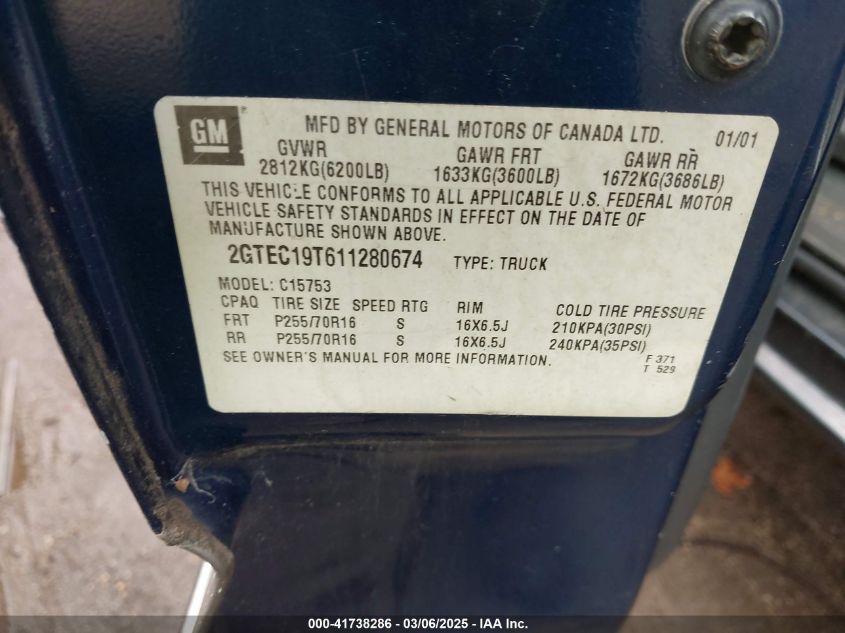 GM
MFD BY GENERAL MOTORS OF CANADA LTD. 01/01
GVWR GAWR FRT GAWR RR
2812KG(6200LB) 1633KG(3600LB) 1672KG(3686LB)
THIS VEHICLE CONFORMS TO ALL APPLICABLE U.S. FEDERAL MOTOR
VEHICLE SAFETY STANDARDS IN EFFECT ON THE DATE OF
MANUFACTURE SHOWN ABOVE.
2GTEC19T611280674 TYPE: TRUCK
MODEL: C15753
CPAQ TIRE SIZE SPEED RTG RIM COLD TIRE PRESSURE
FRT P255/70R16 S 16X6.5J 210KPA(30PSI)
RR P255/70R16 S 16X6.5J 240KPA(35PSI)
SEE OWNER'S MANUAL FOR MORE INFORMATION.
F 371
T 529
000-41738286 - 03/06/2025 - IAA Inc.